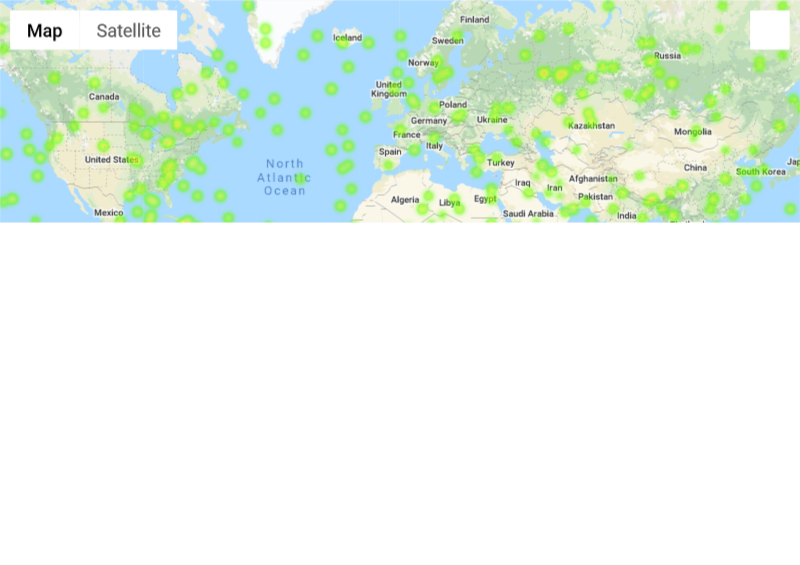 Map
Satellite
Finland
Iceland
Sweden
Norway
Russia
Canada
United
Kingdom
Poland
Germany
Ukraine
Kazakhstan
France
Mongolia
Italy
Spain
United States
Turkey
North
Atlantic
Ocean
China
South Korea
Iraq
Iran
Afghanistan
Algeria
Libya
Egypt
Pakistan
Mexico
Saudi Arabia
India